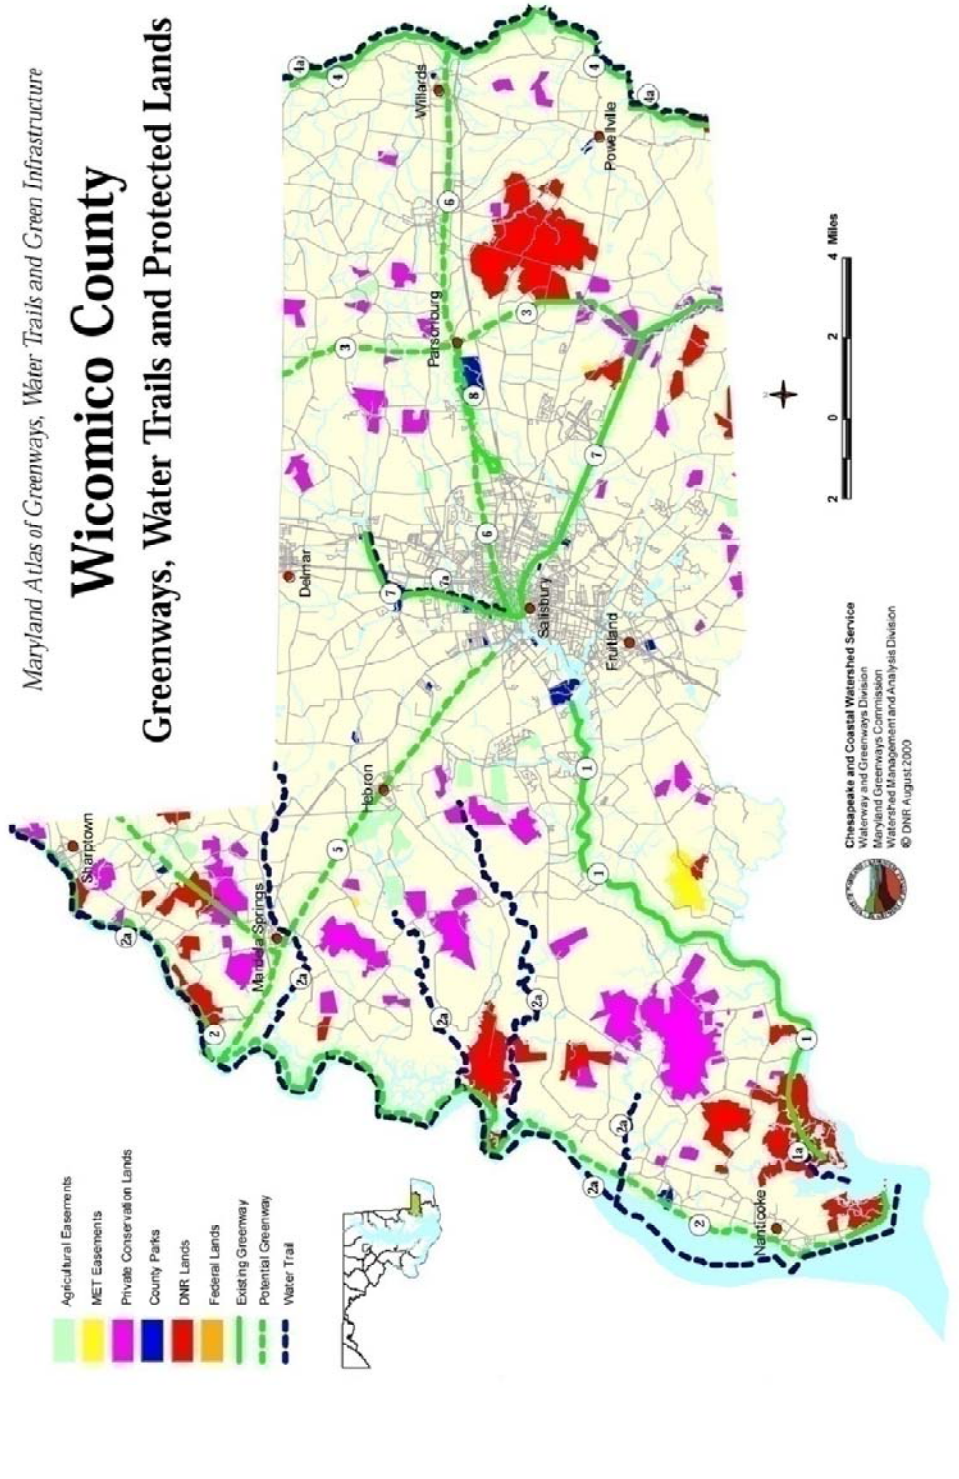 Maryland Atlas of Greenways, Water Trails and Green Infrastructure
Wicomico County
Greenways, Water Trails and Protected Lands
Agricultural Easements
MET Easements
Private Conservation Lands
County Parks
DNR Lands
Federal Lands
Existing Greenway
Potential Greenway
Water Trail
Sharptown
2a
2
Mardela Springs
2a
5
Hebron
2a
2a
2a
2a
2
Nanticoke
1a
1
1
1
Delmar
7
7a
Salisbury
Fruitland
6
7
8
3
Parsonburg
3
6
Willards
4a
4
4
4a
Powellville
2 0 2 4 Miles
Chesapeake and Coastal Watershed Service
Waterway and Greenways Division
Maryland Greenways Commission
Watershed Management and Analysis Division
© DNR August 2000